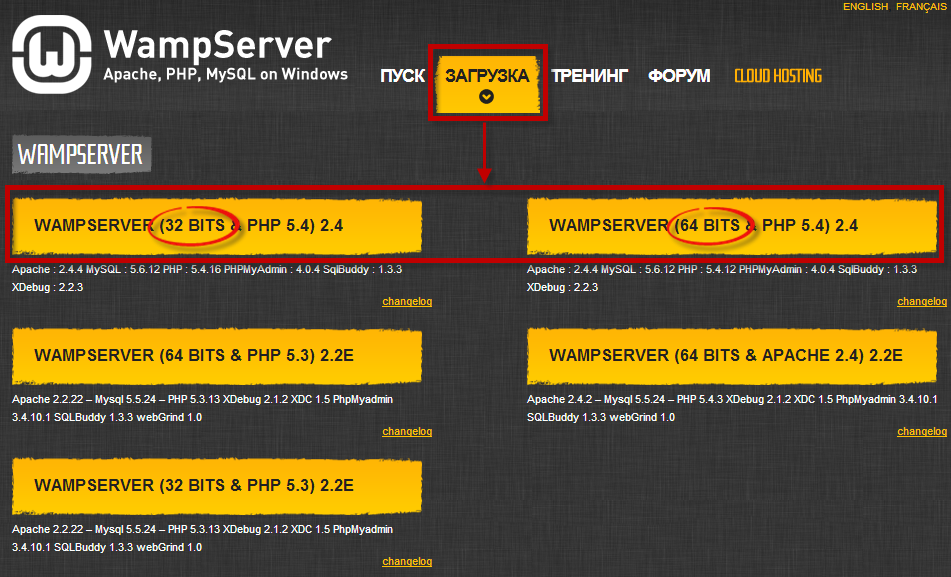 ENGLISH FRANÇAIS
WampServer
Apache, PHP, MySQL on Windows
ПУСК ЗАГРУЗКА ТРЕНИНГ ФОРУМ CLOUD HOSTING
WAMPSERVER
WAMPSERVER (32 BITS & PHP 5.4) 2.4
Apache : 2.4.4 MySQL : 5.6.12 PHP : 5.4.16 PHPMyAdmin : 4.0.4 SqlBuddy : 1.3.3
XDebug : 2.2.3
changelog
WAMPSERVER (64 BITS & PHP 5.4) 2.4
Apache : 2.4.4 MySQL : 5.6.12 PHP : 5.4.12 PHPMyAdmin : 4.0.4 SqlBuddy : 1.3.3
XDebug : 2.2.3
changelog
WAMPSERVER (64 BITS & PHP 5.3) 2.2E
Apache 2.2.22 – Mysql 5.5.24 – PHP 5.3.13 XDebug 2.1.2 XDC 1.5 PhpMyadmin
3.4.10.1 SQLBuddy 1.3.3 webGrind 1.0
changelog
WAMPSERVER (64 BITS & APACHE 2.4) 2.2E
Apache 2.4.2 – Mysql 5.5.24 – PHP 5.4.3 XDebug 2.1.2 XDC 1.5 PhpMyadmin 3.4.10.1
SQLBuddy 1.3.3 webGrind 1.0
changelog
WAMPSERVER (32 BITS & PHP 5.3) 2.2E
Apache 2.2.22 – Mysql 5.5.24 – PHP 5.3.13 XDebug 2.1.2 XDC 1.5 PhpMyadmin
3.4.10.1 SQLBuddy 1.3.3 webGrind 1.0
changelog